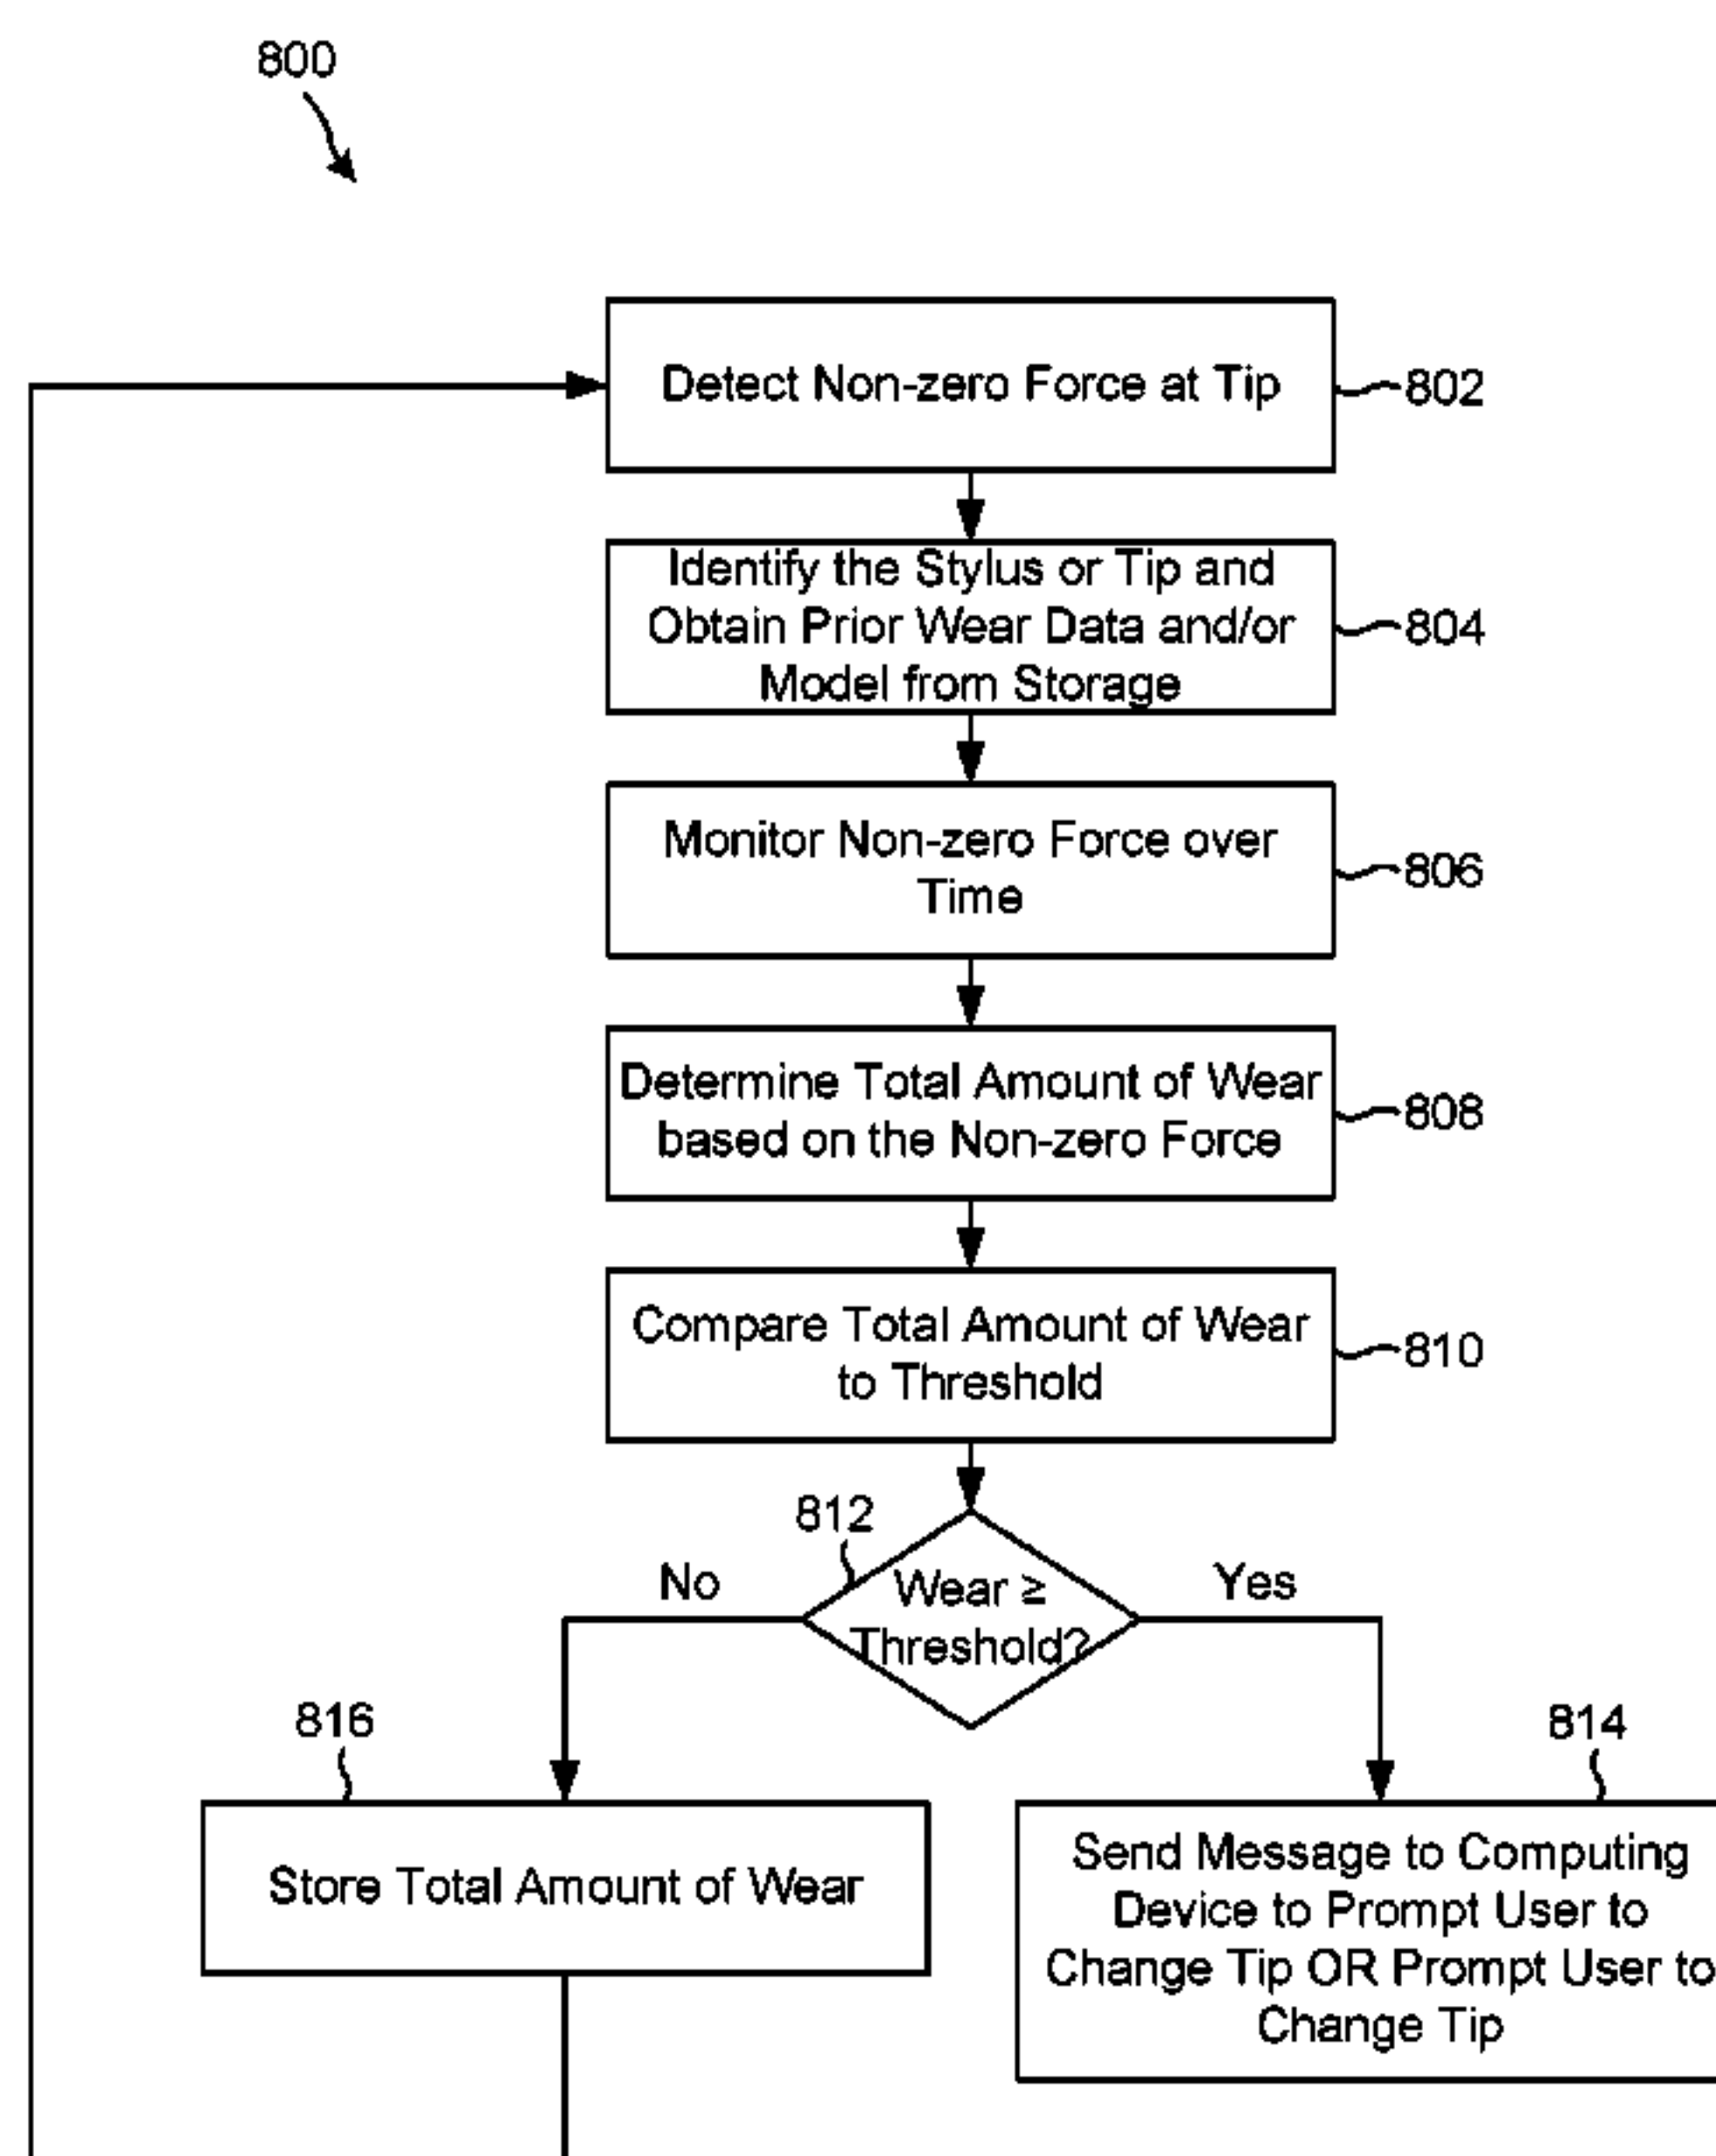 800
Detect Non-zero Force at Tip
802
Identify the Stylus or Tip and
Obtain Prior Wear Data and/or
Model from Storage
804
Monitor Non-zero Force over
Time
806
Determine Total Amount of Wear
based on the Non-zero Force
808
Compare Total Amount of Wear
to Threshold
810
812
No
Wear ≥
Threshold?
Yes
816
Store Total Amount of Wear
814
Send Message to Computing
Device to Prompt User to
Change Tip OR Prompt User to
Change Tip